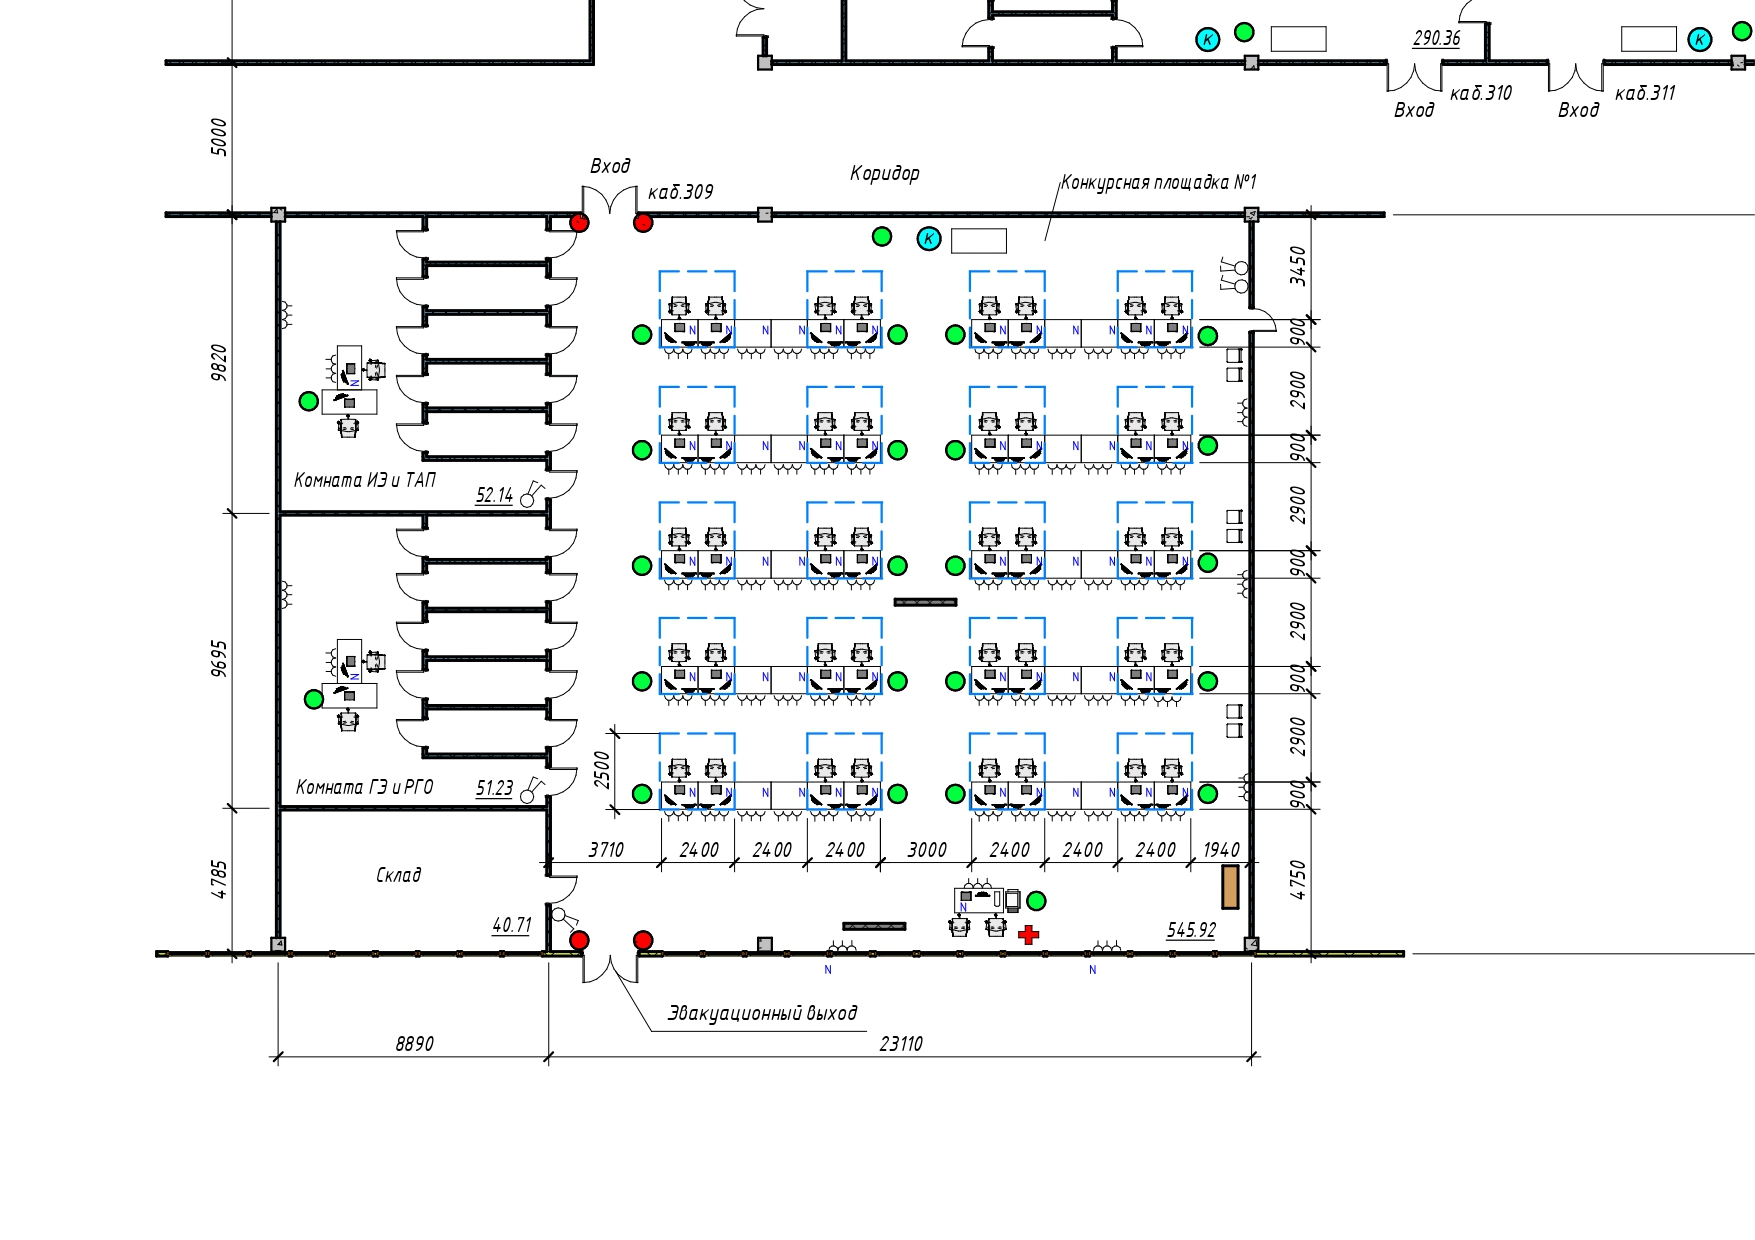 К
290.36
К
каб.310
каб.311
Вход
Вход
5000
Вход
Коридор
Конкурсная площадка №1
каб.309
К
3450
N N N N N N N N N N N N
900
9820
N
2900
N N N N N N N N N N N N
900
Комната ИЭ и ТАП
52.14
2900
N N N N N N N N N N N N
900
2900
9695
N
N N N N N N N N N N N N
900
2900
2500
Комната ГЭ и РГО
51.23
N N N N N N N N N N N N
900
3710 2400 2400 2400 3000 2400 2400 2400 1940
4785
Склад
4750
N
40.71
545.92
N N
Эвакуационный выход
8890
23110